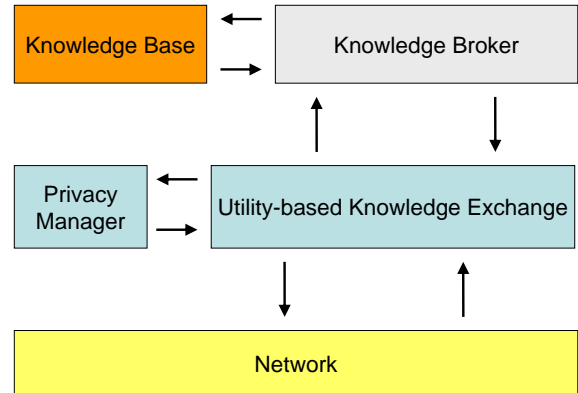 Knowledge Base
Knowledge Broker
Privacy
Manager
Utility-based Knowledge Exchange
Network